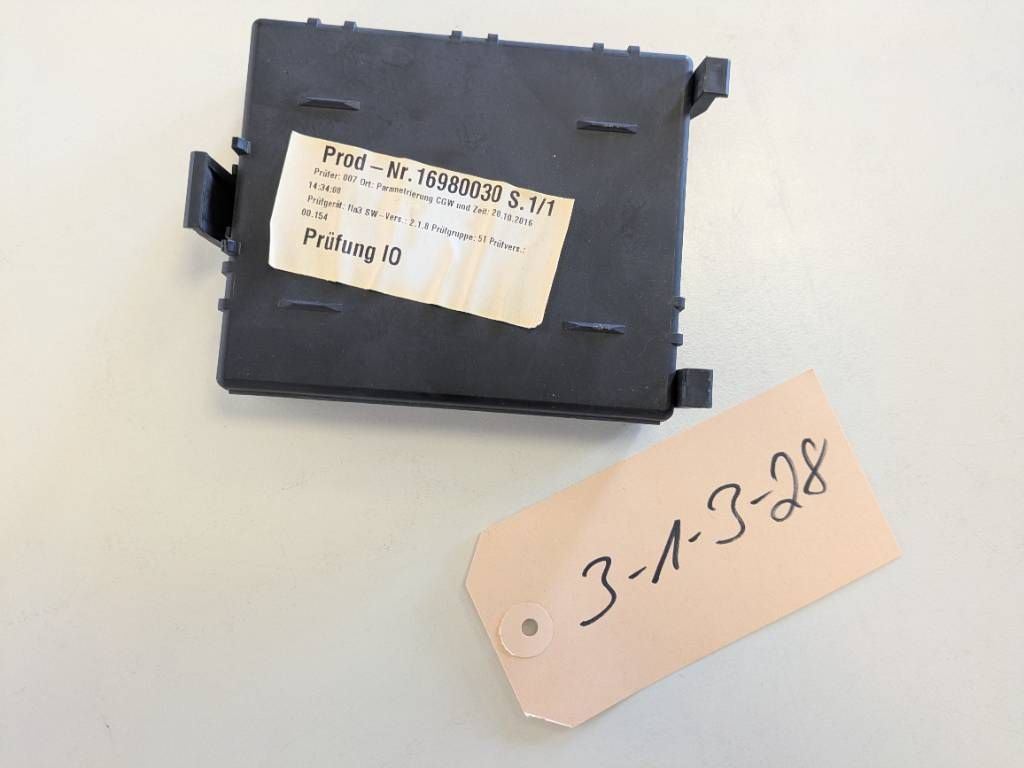 Prod – Nr. 16980030 S. 1/1
Prüfer: 007 Ort: Parametrierung CGW und Zeit: 20.10.2016
14:34:08
Prüfgerät: fla3 SW – Vers.: 2.1.8 Prüfgruppe: 51 Prüfvers.:
00.154
Prüfung IO
3-1-3-28